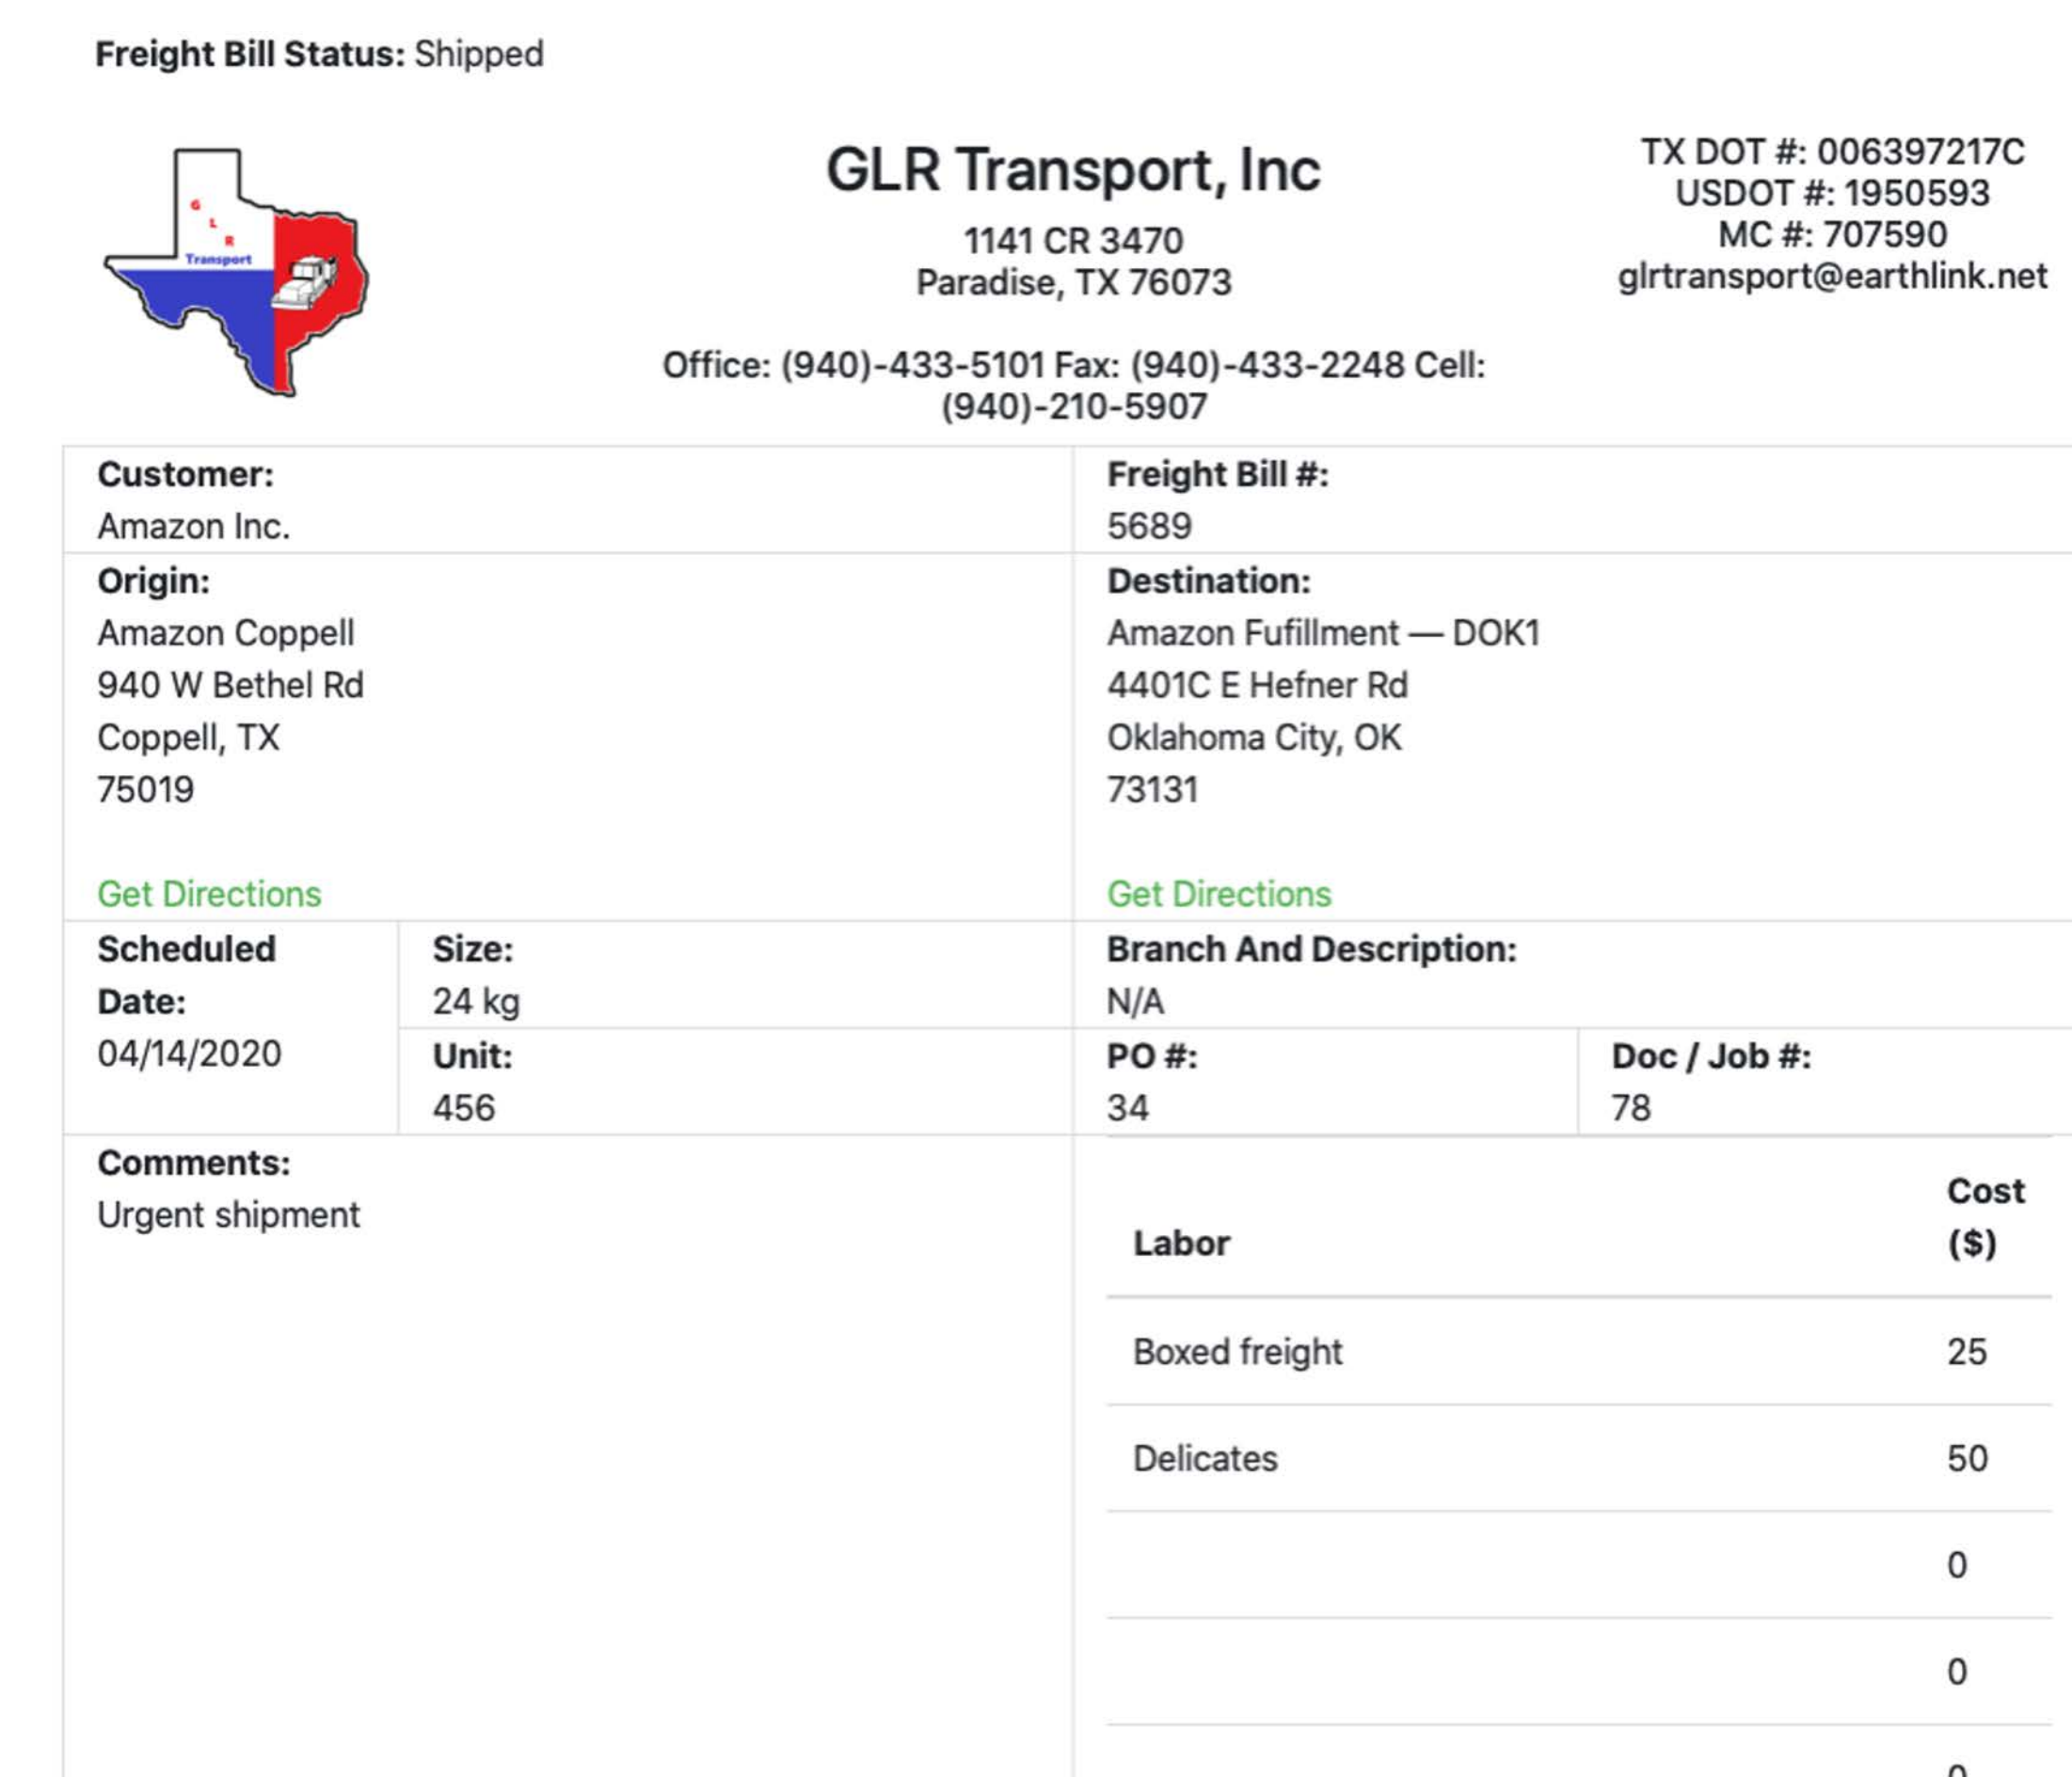 Freight Bill Status: Shipped
G
L
R
Transport
GLR Transport, Inc
1141 CR 3470
Paradise, TX 76073
Office: (940)-433-5101 Fax: (940)-433-2248 Cell:
(940)-210-5907
TX DOT #: 006397217C
USDOT #: 1950593
MC #: 707590
glrtransport@earthlink.net
Customer:
Amazon Inc.
Freight Bill #:
5689
Origin:
Amazon Coppell
940 W Bethel Rd
Coppell, TX
75019
Get Directions
Destination:
Amazon Fufillment — DOK1
4401C E Hefner Rd
Oklahoma City, OK
73131
Get Directions
Scheduled
Date:
04/14/2020
Size:
24 kg
Unit:
456
Branch And Description:
N/A
PO #:
34
Doc / Job #:
78
Comments:
Urgent shipment
Labor
Cost
($)
Boxed freight
25
Delicates
50
0
0